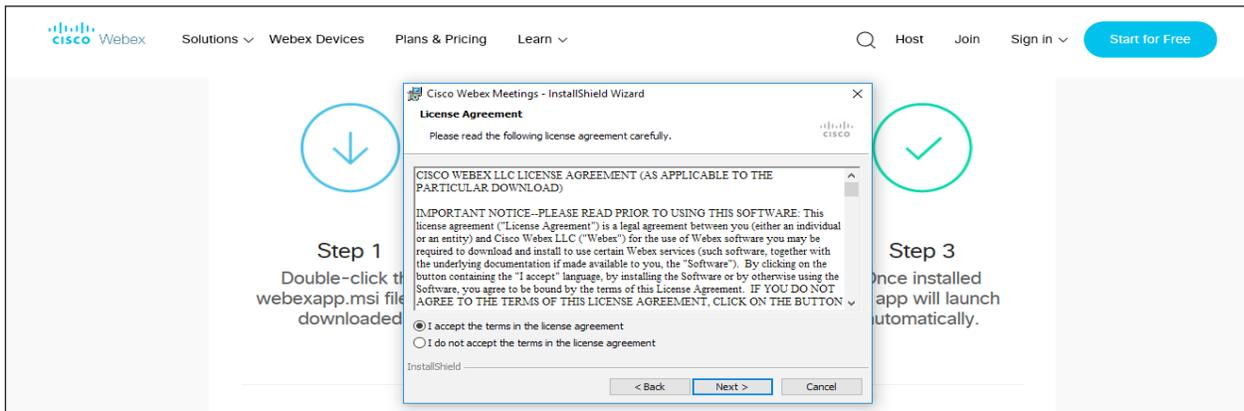 CISCO Webex Solutions Webex Devices Plans & Pricing Learn Host Join Sign in Start for Free
Cisco Webex Meetings - InstallShield Wizard
License Agreement
Please read the following license agreement carefully.
CISCO
CISCO WEBEX LLC LICENSE AGREEMENT (AS APPLICABLE TO THE
PARTICULAR DOWNLOAD)
IMPORTANT NOTICE--PLEASE READ PRIOR TO USING THIS SOFTWARE: This
license agreement ("License Agreement") is a legal agreement between you (either an individual
or an entity) and Cisco Webex LLC ("Webex") for the use of Webex software you may be
required to download and install to use certain Webex services (such software, together with
the underlying documentation if made available to you, the "Software"). By clicking on the
button containing the "I accept" language, by installing the Software or by otherwise using the
Software, you agree to be bound by the terms of this License Agreement. IF YOU DO NOT
AGREE TO THE TERMS OF THIS LICENSE AGREEMENT, CLICK ON THE BUTTON
I accept the terms in the license agreement
I do not accept the terms in the license agreement
InstallShield
< Back Next > Cancel
Step 1
Double-click
webexapp.msi
downloaded
Step 3
installed
app will launch
automatically.